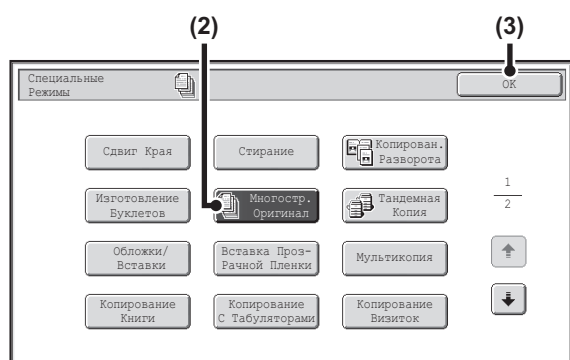 (2)
(3)
Специальные
Режимы
OK
Сдвиг Края
Стирание
Копирован.
Разворота
Изготовление
Буклетов
(2)
Многостр.
Оригинал
Тандемная
Копия
1
2
Обложки/
Вставки
Вставка Проз-
Рачной Пленки
Мультикопия
Копирование
Книги
Копирование
С Табуляторами
Копирование
Визиток